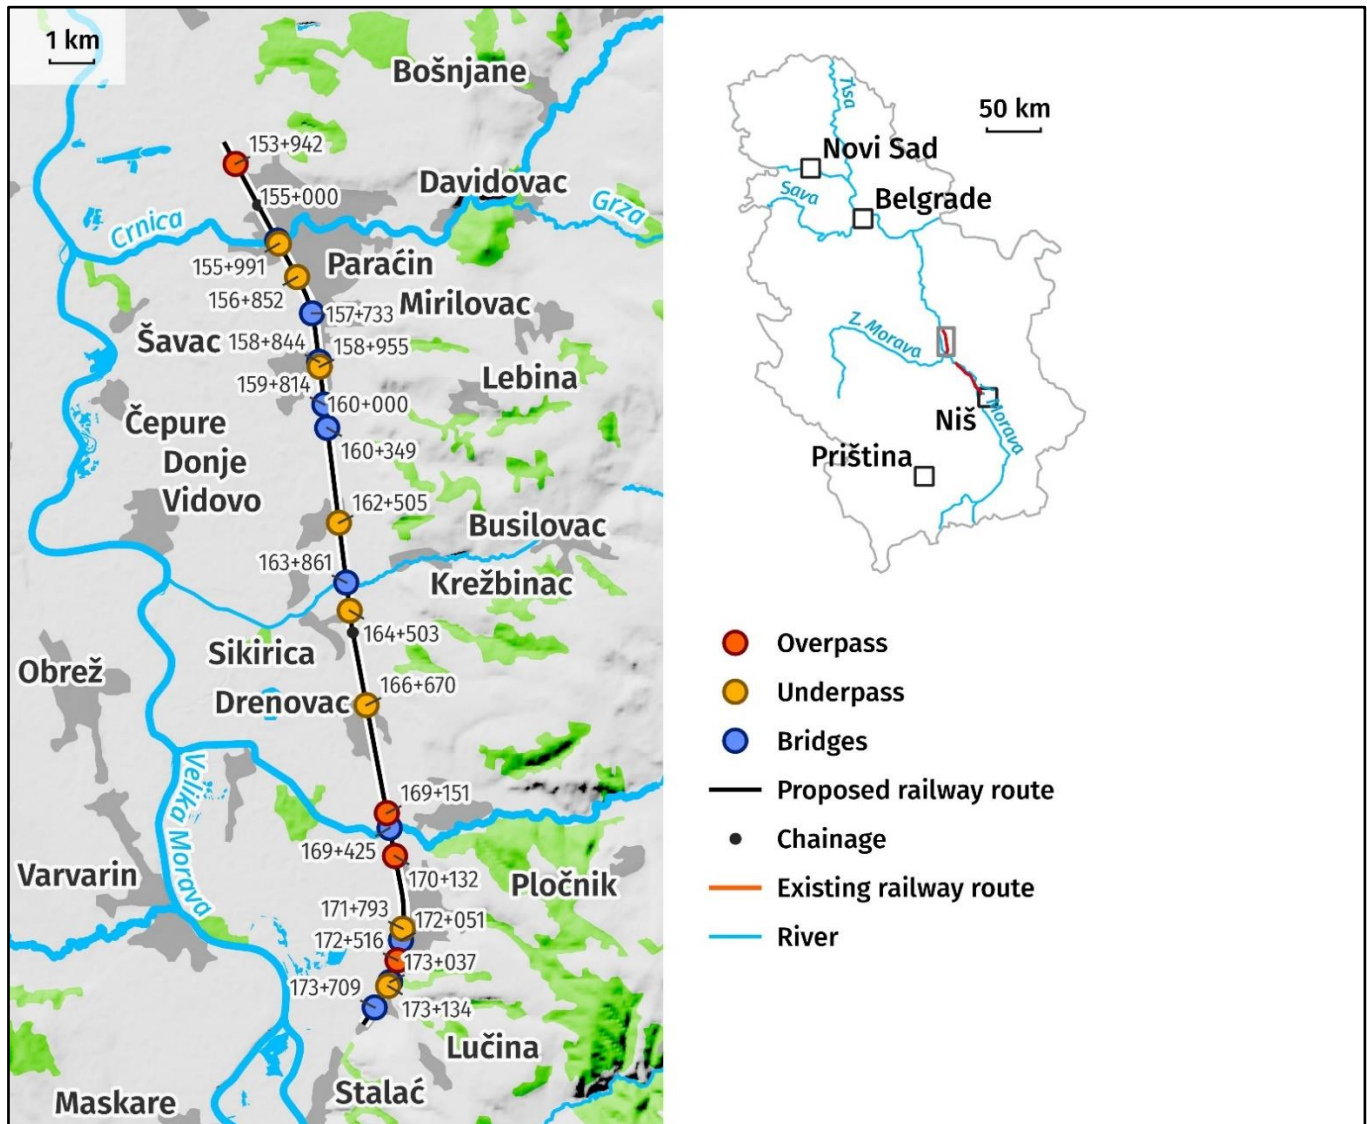 1 km
Bošnjane
153+942
155+000
Davidovac
Grza
Crnica
155+991
Paraćin
156+852
Mirilovac
157+733
Šavac
158+844
158+955
159+814
Lebina
160+000
Čepure
160+349
Donje
Vidovo
162+505
Busilovac
163+861
Krežbinac
164+503
Sikirica
Obrež
166+670
Drenovac
Velika Morava
169+151
169+425
Varvarin
170+132
Pločnik
171+793
172+051
172+516
173+037
173+709
173+134
Lučina
Stalać
Maskare
Tisa
50 km
Novi Sad
Sava
Belgrade
Z. Morava
Niš
Morava
Priština
Overpass
Underpass
Bridges
Proposed railway route
Chainage
Existing railway route
River